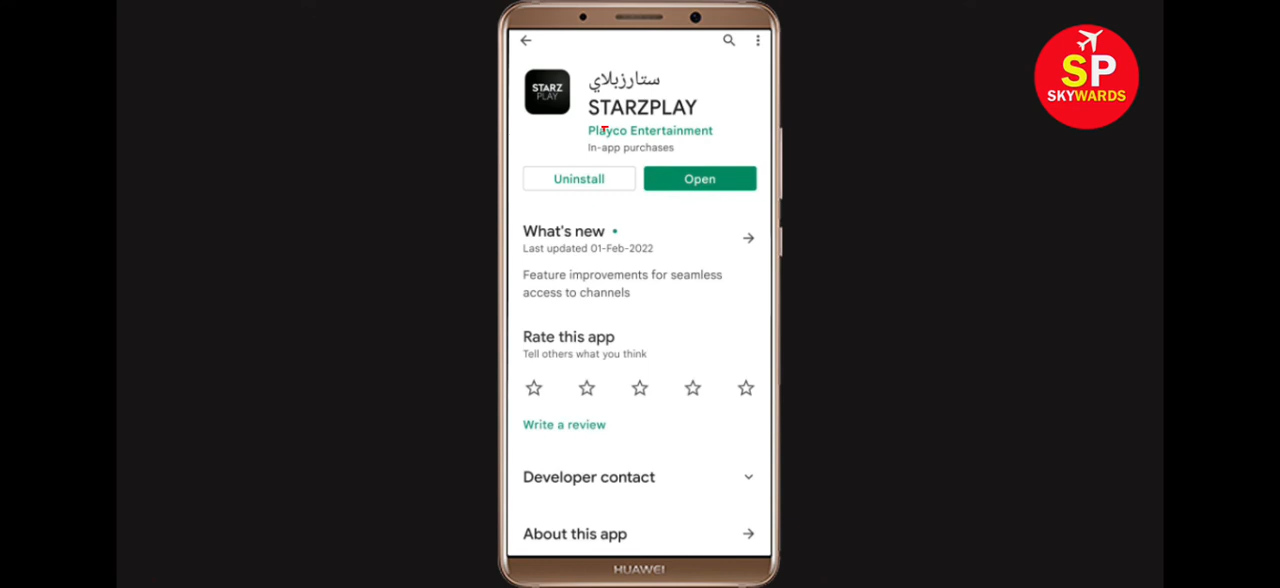 ستارزبلاي
STARZPLAY
STARZ
PLAY
Playco Entertainment
In-app purchases
Uninstall
Open
What's new
Last updated 01-Feb-2022
Feature improvements for seamless
access to channels
Rate this app
Tell others what you think
Write a review
Developer contact
About this app
HUAWEI
SP
SKYWARDS